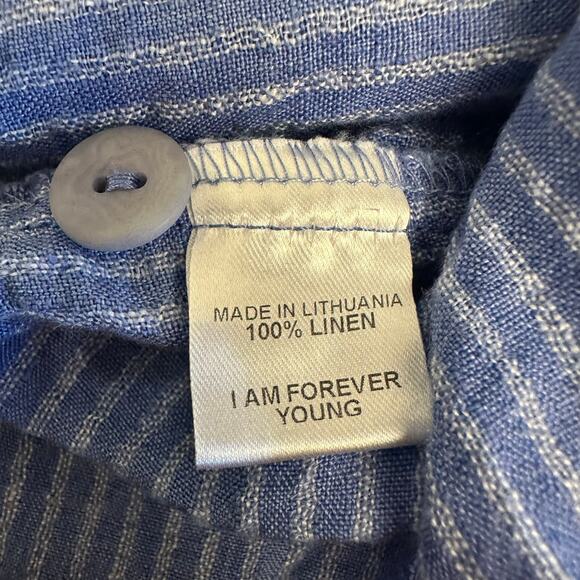 MADE IN LITHUANIA
100% LINEN
I AM FOREVER
YOUNG